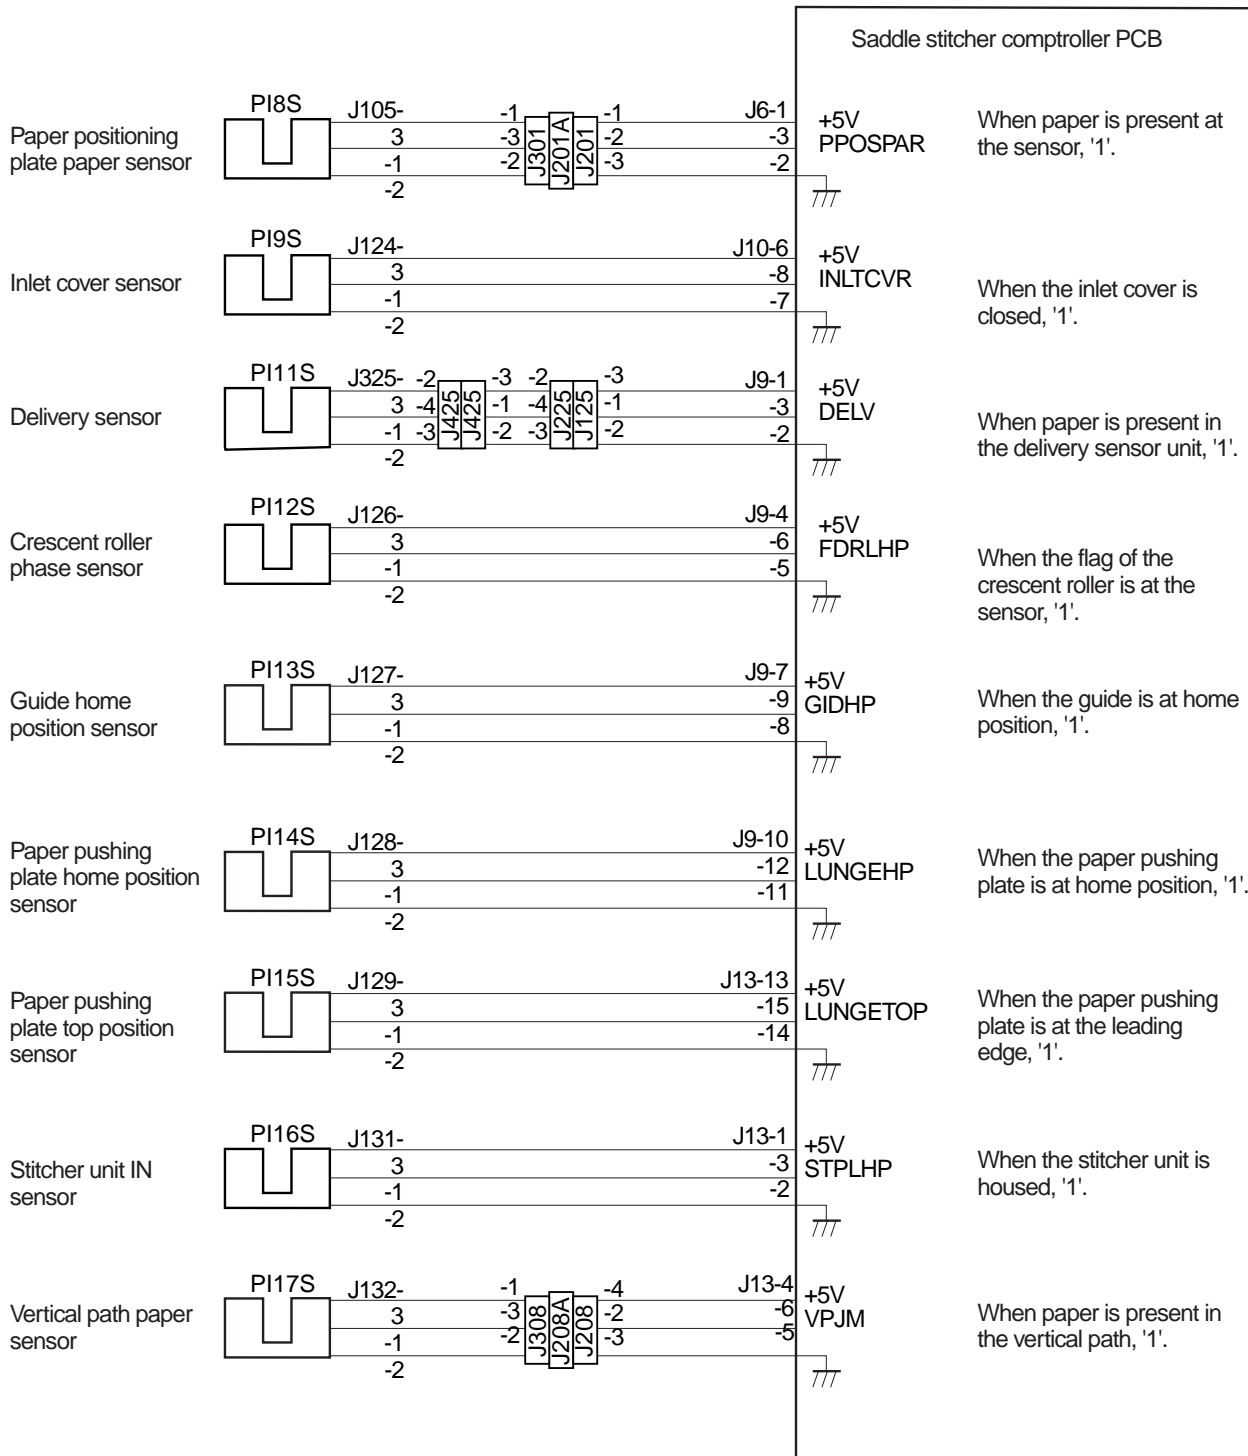 Saddle stitcher comptroller PCB
Paper positioning
plate paper sensor
PI8S
J105-
3
-1
-2
-1
-3
-2
J301
J201A
J201
-1
-2
-3
J6-1
-3
-2
+5V
PPOSPAR
When paper is present at
the sensor, '1'.
Inlet cover sensor
PI9S
J124-
3
-1
-2
J10-6
-8
-7
+5V
INLTCVR
When the inlet cover is
closed, '1'.
Delivery sensor
PI11S
J325-
3
-1
-2
-2
-4
-3
J425
J425
-3
-1
-2
-2
-4
-3
J225
J125
-3
-1
-2
J9-1
-3
-2
+5V
DELV
When paper is present in
the delivery sensor unit, '1'.
Crescent roller
phase sensor
PI12S
J126-
3
-1
-2
J9-4
-6
-5
+5V
FDRLHP
When the flag of the
crescent roller is at the
sensor, '1'.
Guide home
position sensor
PI13S
J127-
3
-1
-2
J9-7
-9
-8
+5V
GIDHP
When the guide is at home
position, '1'.
Paper pushing
plate home position
sensor
PI14S
J128-
3
-1
-2
J9-10
-12
-11
+5V
LUNGEHP
When the paper pushing
plate is at home position, '1'.
Paper pushing
plate top position
sensor
PI15S
J129-
3
-1
-2
J13-13
-15
-14
+5V
LUNGETOP
When the paper pushing
plate is at the leading
edge, '1'.
Stitcher unit IN
sensor
PI16S
J131-
3
-1
-2
J13-1
-3
-2
+5V
STPLHP
When the stitcher unit is
housed, '1'.
Vertical path paper
sensor
PI17S
J132-
3
-1
-2
-1
-3
-2
J308
J208A
J208
-4
-2
-3
J13-4
-6
-5
+5V
VPJM
When paper is present in
the vertical path, '1'.